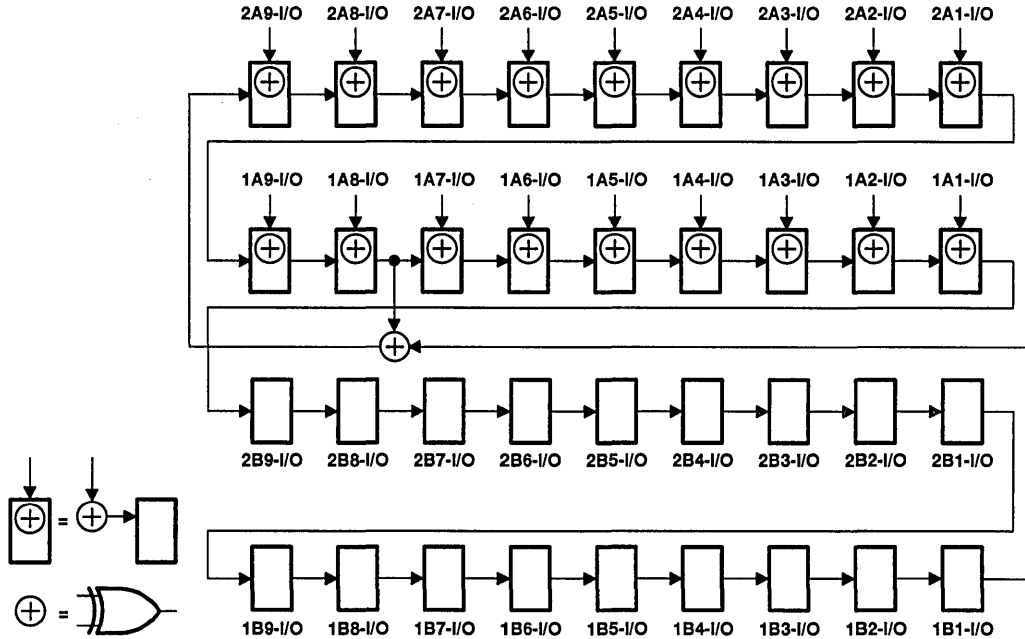 2A9-I/O 2A8-I/O 2A7-I/O 2A6-I/O 2A5-I/O 2A4-I/O 2A3-I/O 2A2-I/O 2A1-I/O
1A9-I/O 1A8-I/O 1A7-I/O 1A6-I/O 1A5-I/O 1A4-I/O 1A3-I/O 1A2-I/O 1A1-I/O
2B9-I/O 2B8-I/O 2B7-I/O 2B6-I/O 2B5-I/O 2B4-I/O 2B3-I/O 2B2-I/O 2B1-I/O
=
=
1B9-I/O 1B8-I/O 1B7-I/O 1B6-I/O 1B5-I/O 1B4-I/O 1B3-I/O 1B2-I/O 1B1-I/O